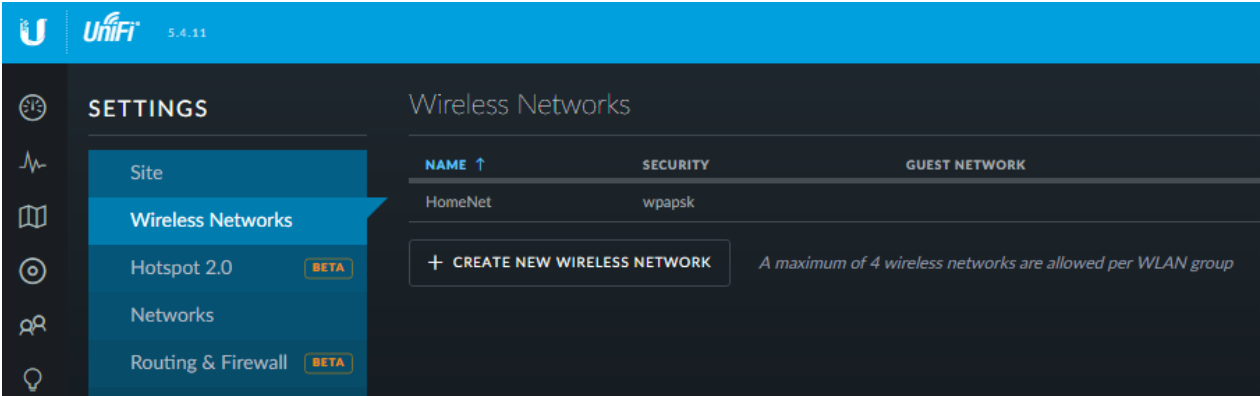 UniFi 5.4.11
SETTINGS
Site
Wireless Networks
Hotspot 2.0 BETA
Networks
Routing & Firewall BETA
Wireless Networks
NAME ↑ SECURITY GUEST NETWORK
HomeNet wpapsk
+ CREATE NEW WIRELESS NETWORK A maximum of 4 wireless networks are allowed per WLAN group